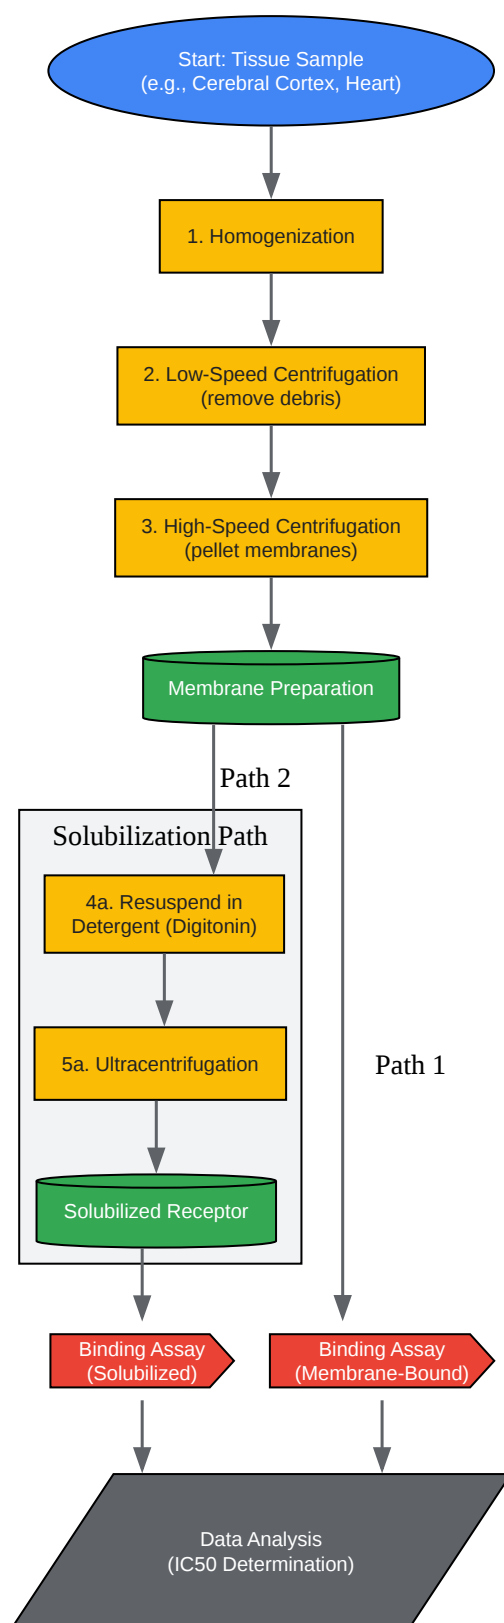 Start: Tissue Sample
(e.g., Cerebral Cortex, Heart)
1. Homogenization
2. Low-Speed Centrifugation
(remove debris)
3. High-Speed Centrifugation
(pellet membranes)
Membrane Preparation
Path 2
Solubilization Path
4a. Resuspend in
Detergent (Digitonin)
5a. Ultracentrifugation
Path 1
Solubilized Receptor
Binding Assay
(Solubilized)
Binding Assay
(Membrane-Bound)
Data Analysis
(IC50 Determination)